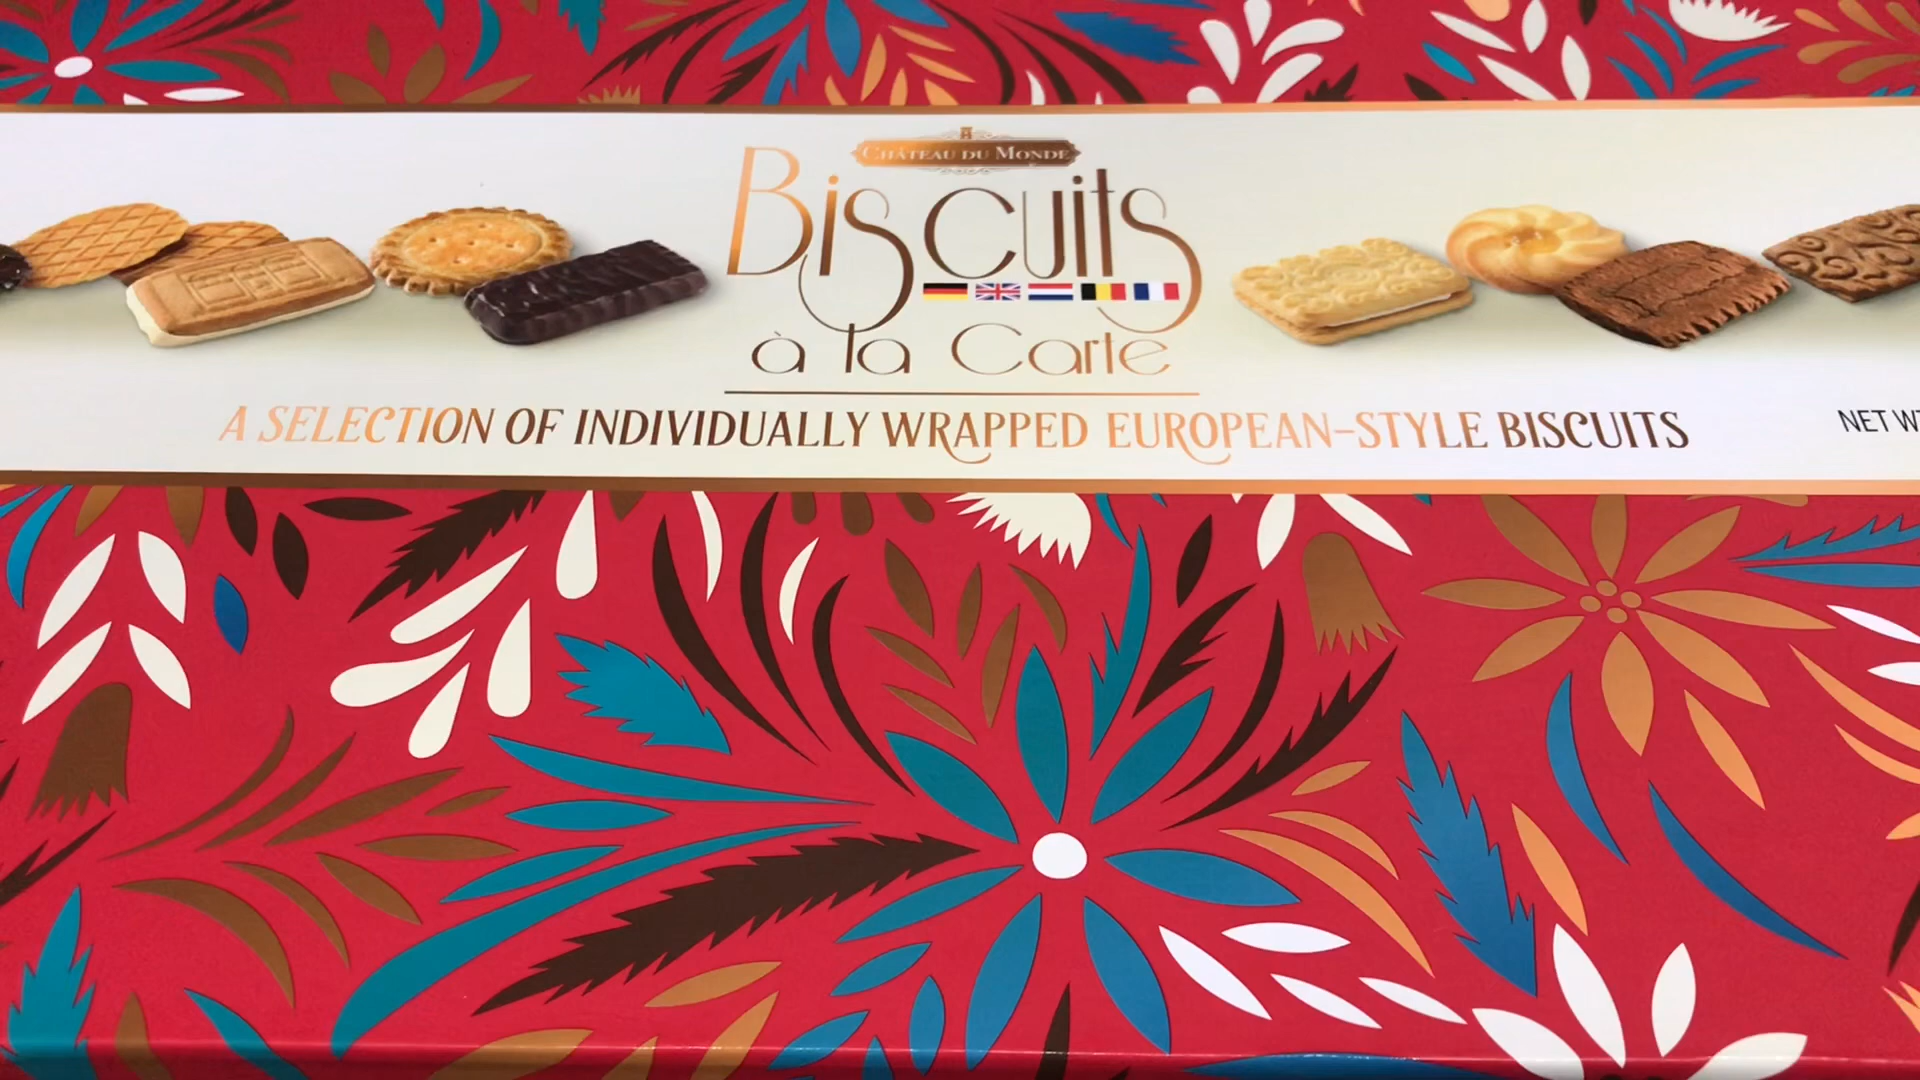 CHÂTEAU DU MONDE
Biscuits
à la Carte
A SELECTION OF INDIVIDUALLY WRAPPED EUROPEAN-STYLE BISCUITS
NET